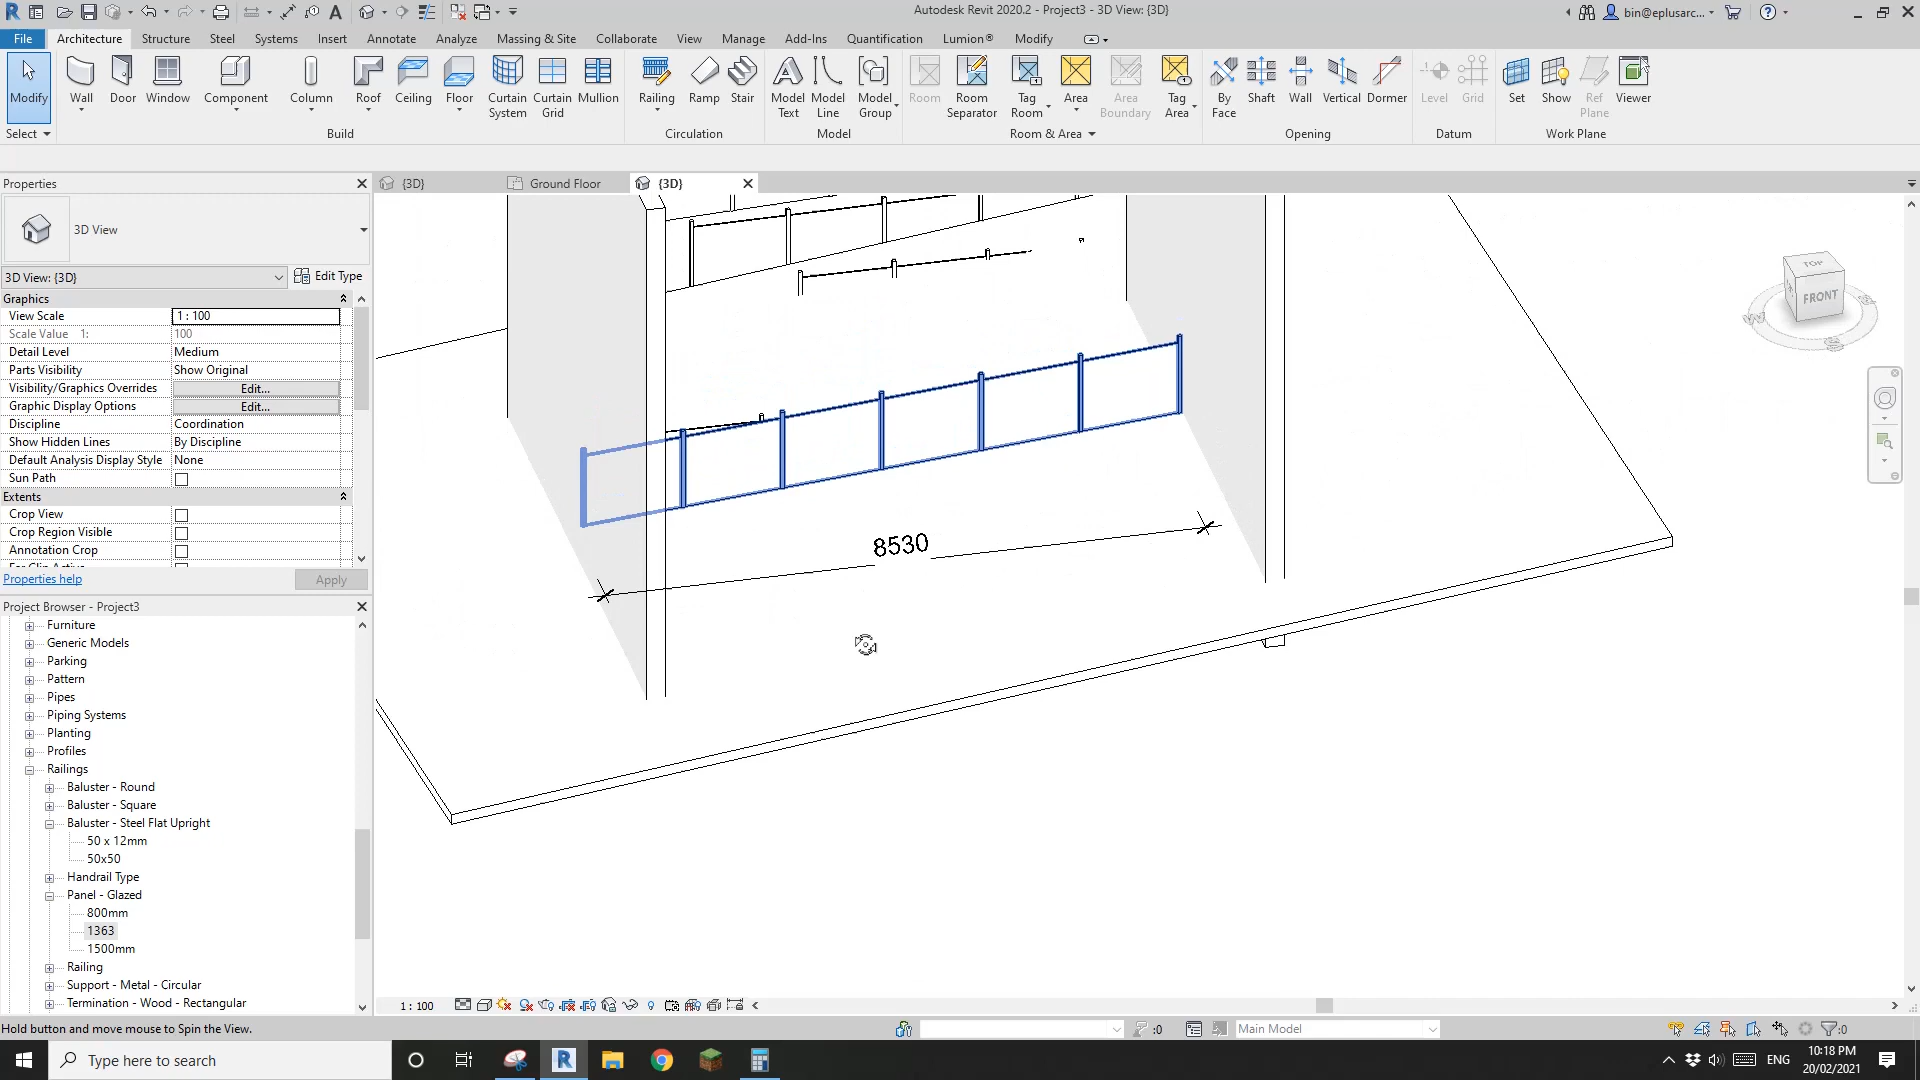 Autodesk Revit 2020.2 - Project3 - 3D View: {3D}
bin@eplusarc...
File Architecture Structure Steel Systems Insert Annotate Analyze Massing & Site Collaborate View Manage Add-Ins Quantification Lumion® Modify
Modify Wall Door Window Component Column Roof Ceiling Floor Curtain System Curtain Grid Mullion Railing Ramp Stair Model Text Model Line Model Group Room Room Separator Tag Room Area Area Boundary Tag Area By Face Shaft Wall Vertical Dormer Level Grid Set Show Ref Plane Viewer
Select Build Circulation Model Room & Area Opening Datum Work Plane
Properties
{3D} Ground Floor {3D}
3D View
3D View: {3D} Edit Type
Graphics
View Scale 1 : 100
Scale Value 1: 100
Detail Level Medium
Parts Visibility Show Original
Visibility/Graphics Overrides Edit...
Graphic Display Options Edit...
Discipline Coordination
Show Hidden Lines By Discipline
Default Analysis Display Style None
Sun Path
Extents
Crop View
Crop Region Visible
Annotation Crop
Properties help Apply
TOP
FRONT
W
8530
Project Browser - Project3
Furniture
Generic Models
Parking
Pattern
Pipes
Piping Systems
Planting
Profiles
Railings
Baluster - Round
Baluster - Square
Baluster - Steel Flat Upright
50 x 12mm
50x50
Handrail Type
Panel - Glazed
800mm
1363
1500mm
Railing
Support - Metal - Circular
Termination - Wood - Rectangular
1 : 100
Hold button and move mouse to Spin the View.
:0 Main Model :0
Type here to search
ENG
10:18 PM
20/02/2021